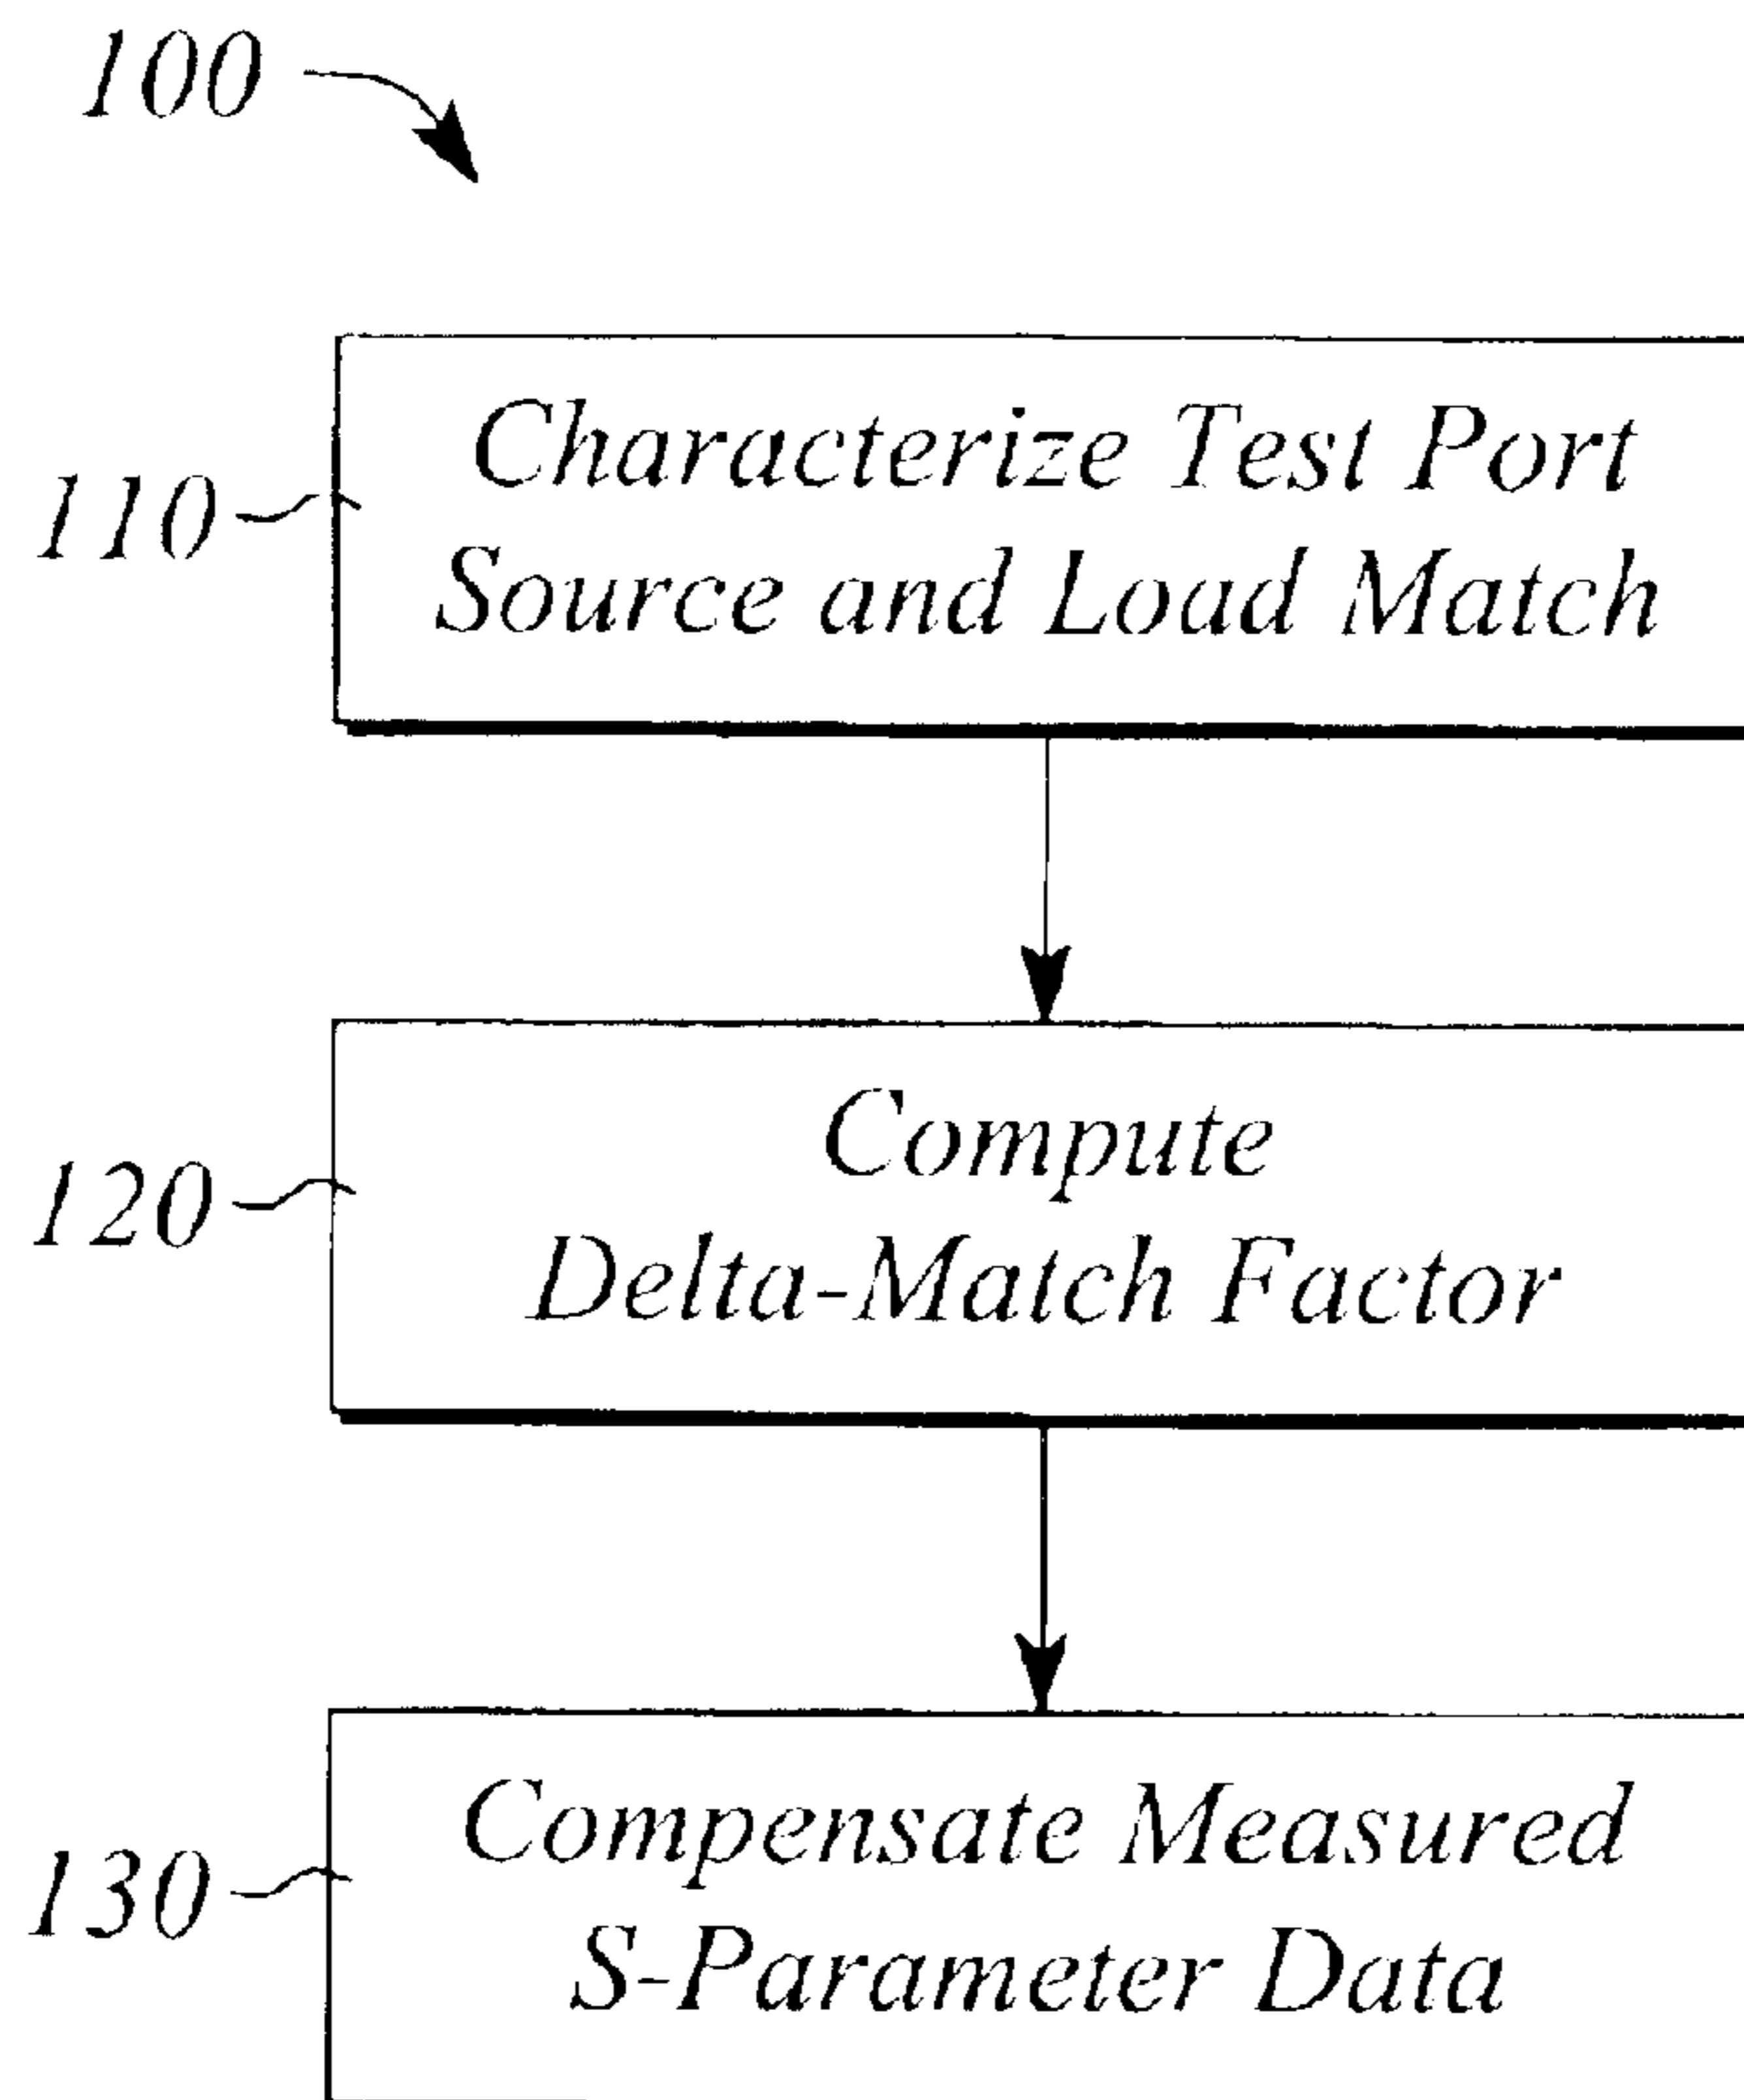 100
110
Characterize Test Port
Source and Load Match
120
Compute
Delta-Match Factor
130
Compensate Measured
S-Parameter Data